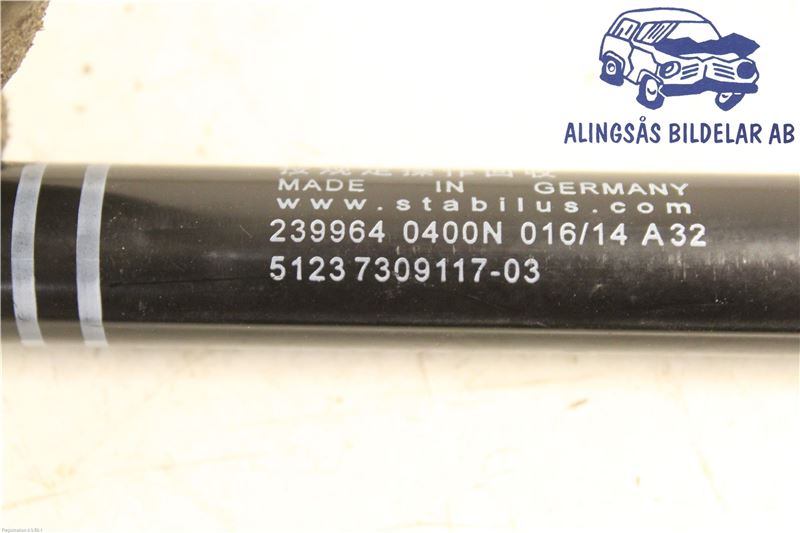 ALINGSÅS BILDELAR AB
MADE IN GERMANY
www.stabilus.com
239964 0400N 016/14 A32
51237309117-03